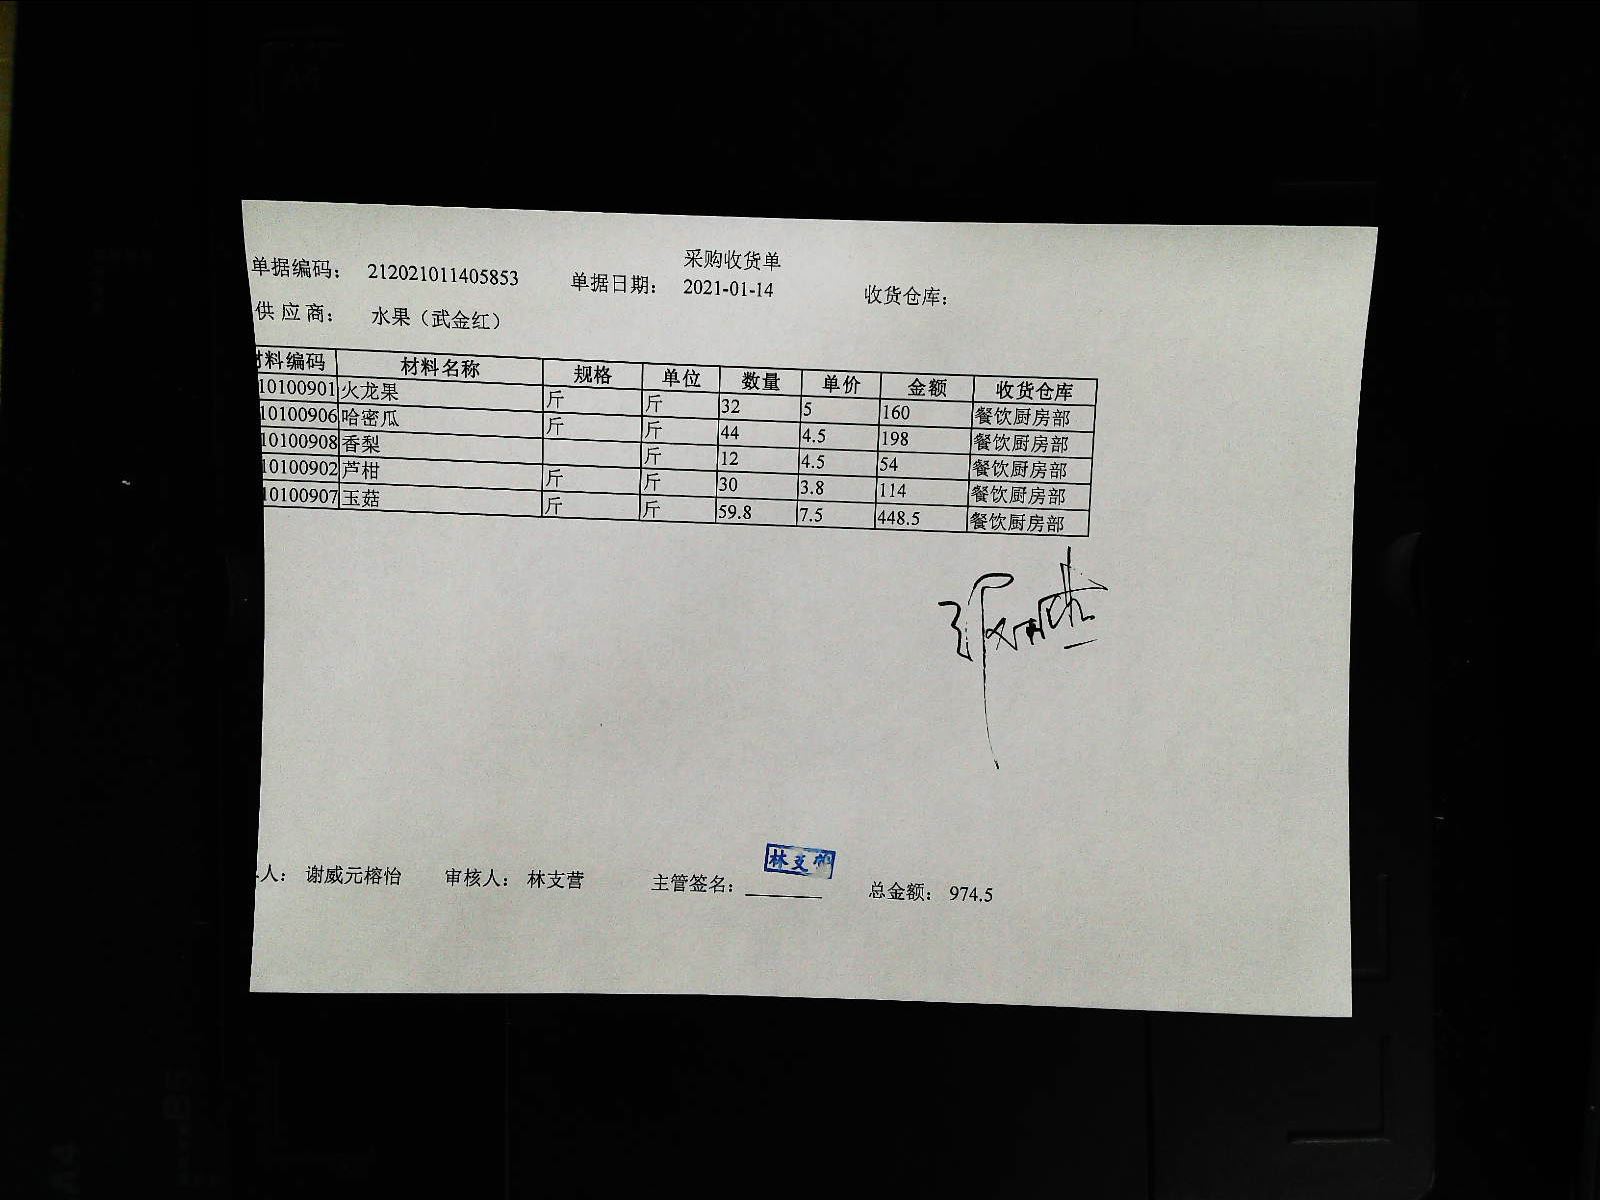 采购收货单
单据编码： 212021011405853 单据日期： 2021-01-14 收货仓库：
供应商： 水果（武金红）
材料编码 材料名称 规格 单位 数量 单价 金额 收货仓库
10100901 火龙果 斤 斤 32 5 160 餐饮厨房部
10100906 哈密瓜 斤 斤 44 4.5 198 餐饮厨房部
10100908 香梨 斤 12 4.5 54 餐饮厨房部
10100902 芦柑 斤 斤 30 3.8 114 餐饮厨房部
10100907 玉菇 斤 斤 59.8 7.5 448.5 餐饮厨房部
人： 谢威元榕怡 审核人： 林支营 主管签名： 林支营 总金额： 974.5